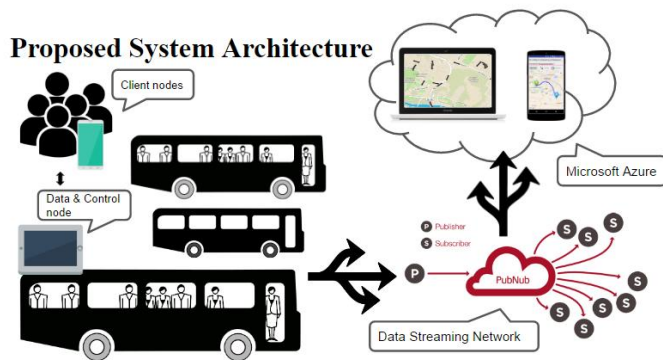 Proposed System Architecture
Client nodes
Data & Control
node
Microsoft Azure
P Publisher
S Subscriber
P
PubNub
S
S
S
S
S
S
S
S
S
Data Streaming Network